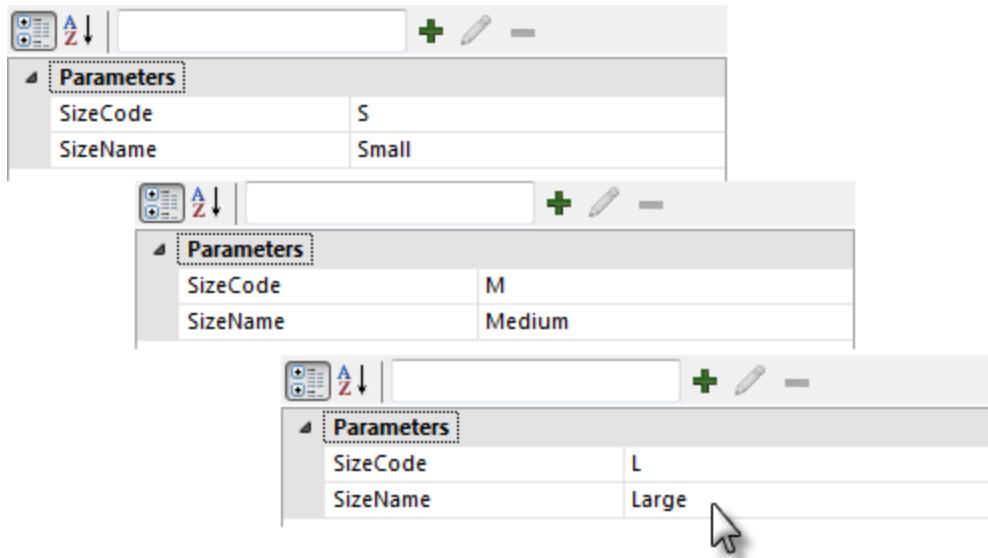 Parameters
SizeCode S
SizeName Small
Parameters
SizeCode M
SizeName Medium
Parameters
SizeCode L
SizeName Large